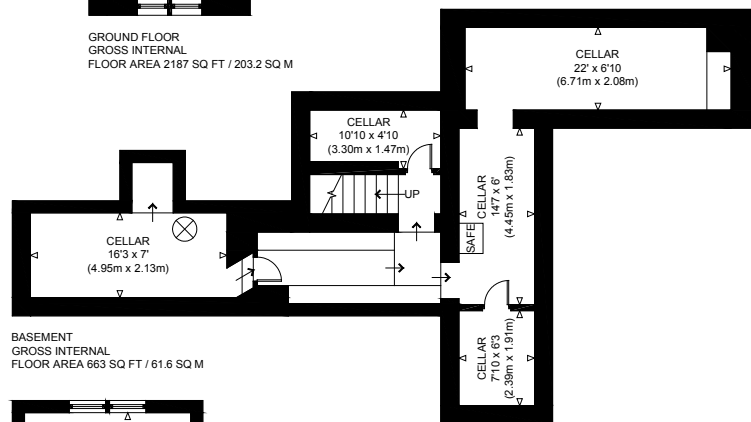 GROUND FLOOR
GROSS INTERNAL
FLOOR AREA 2187 SQ FT / 203.2 SQ M
CELLAR
22' x 6'10
(6.71m x 2.08m)
CELLAR
10'10 x 4'10
(3.30m x 1.47m)
UP
CELLAR
14'7 x 6'
(4.45m x 1.83m)
SAFE
CELLAR
16'3 x 7'
(4.95m x 2.13m)
CELLAR
7'10 x 6'3
(2.39m x 1.91m)
BASEMENT
GROSS INTERNAL
FLOOR AREA 663 SQ FT / 61.6 SQ M